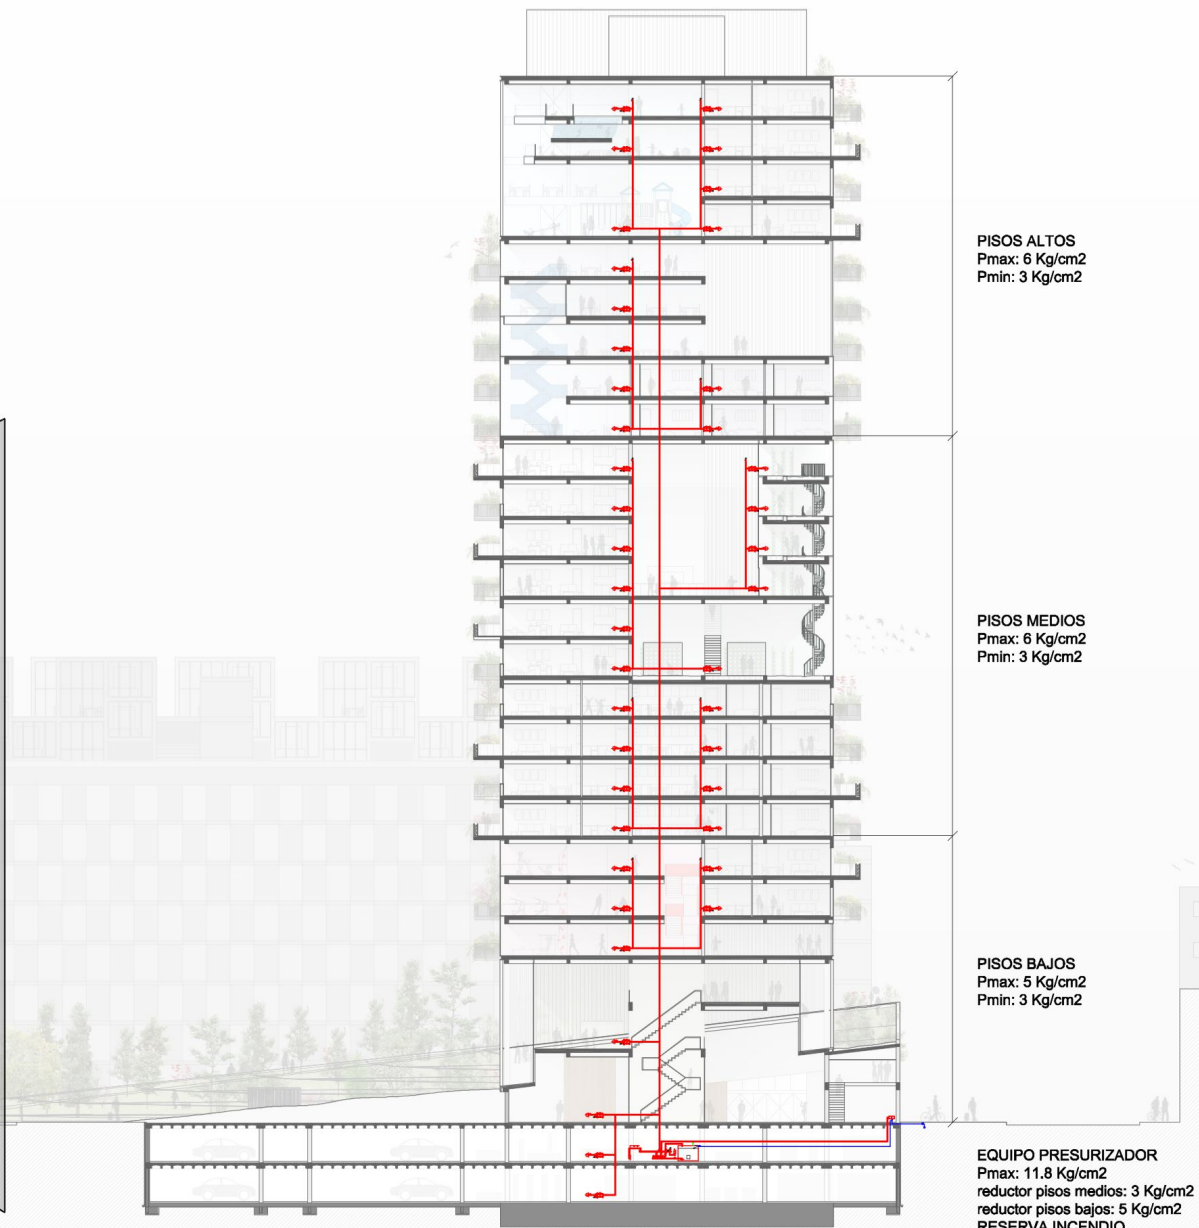 PISOS ALTOS
Pmax: 6 Kg/cm2
Pmin: 3 Kg/cm2
PISOS MEDIOS
Pmax: 6 Kg/cm2
Pmin: 3 Kg/cm2
PISOS BAJOS
Pmax: 5 Kg/cm2
Pmin: 3 Kg/cm2
EQUIPO PRESURIZADOR
Pmax: 11.8 Kg/cm2
reductor pisos medios: 3 Kg/cm2
reductor pisos bajos: 5 Kg/cm2
RESERVA INCENDIO